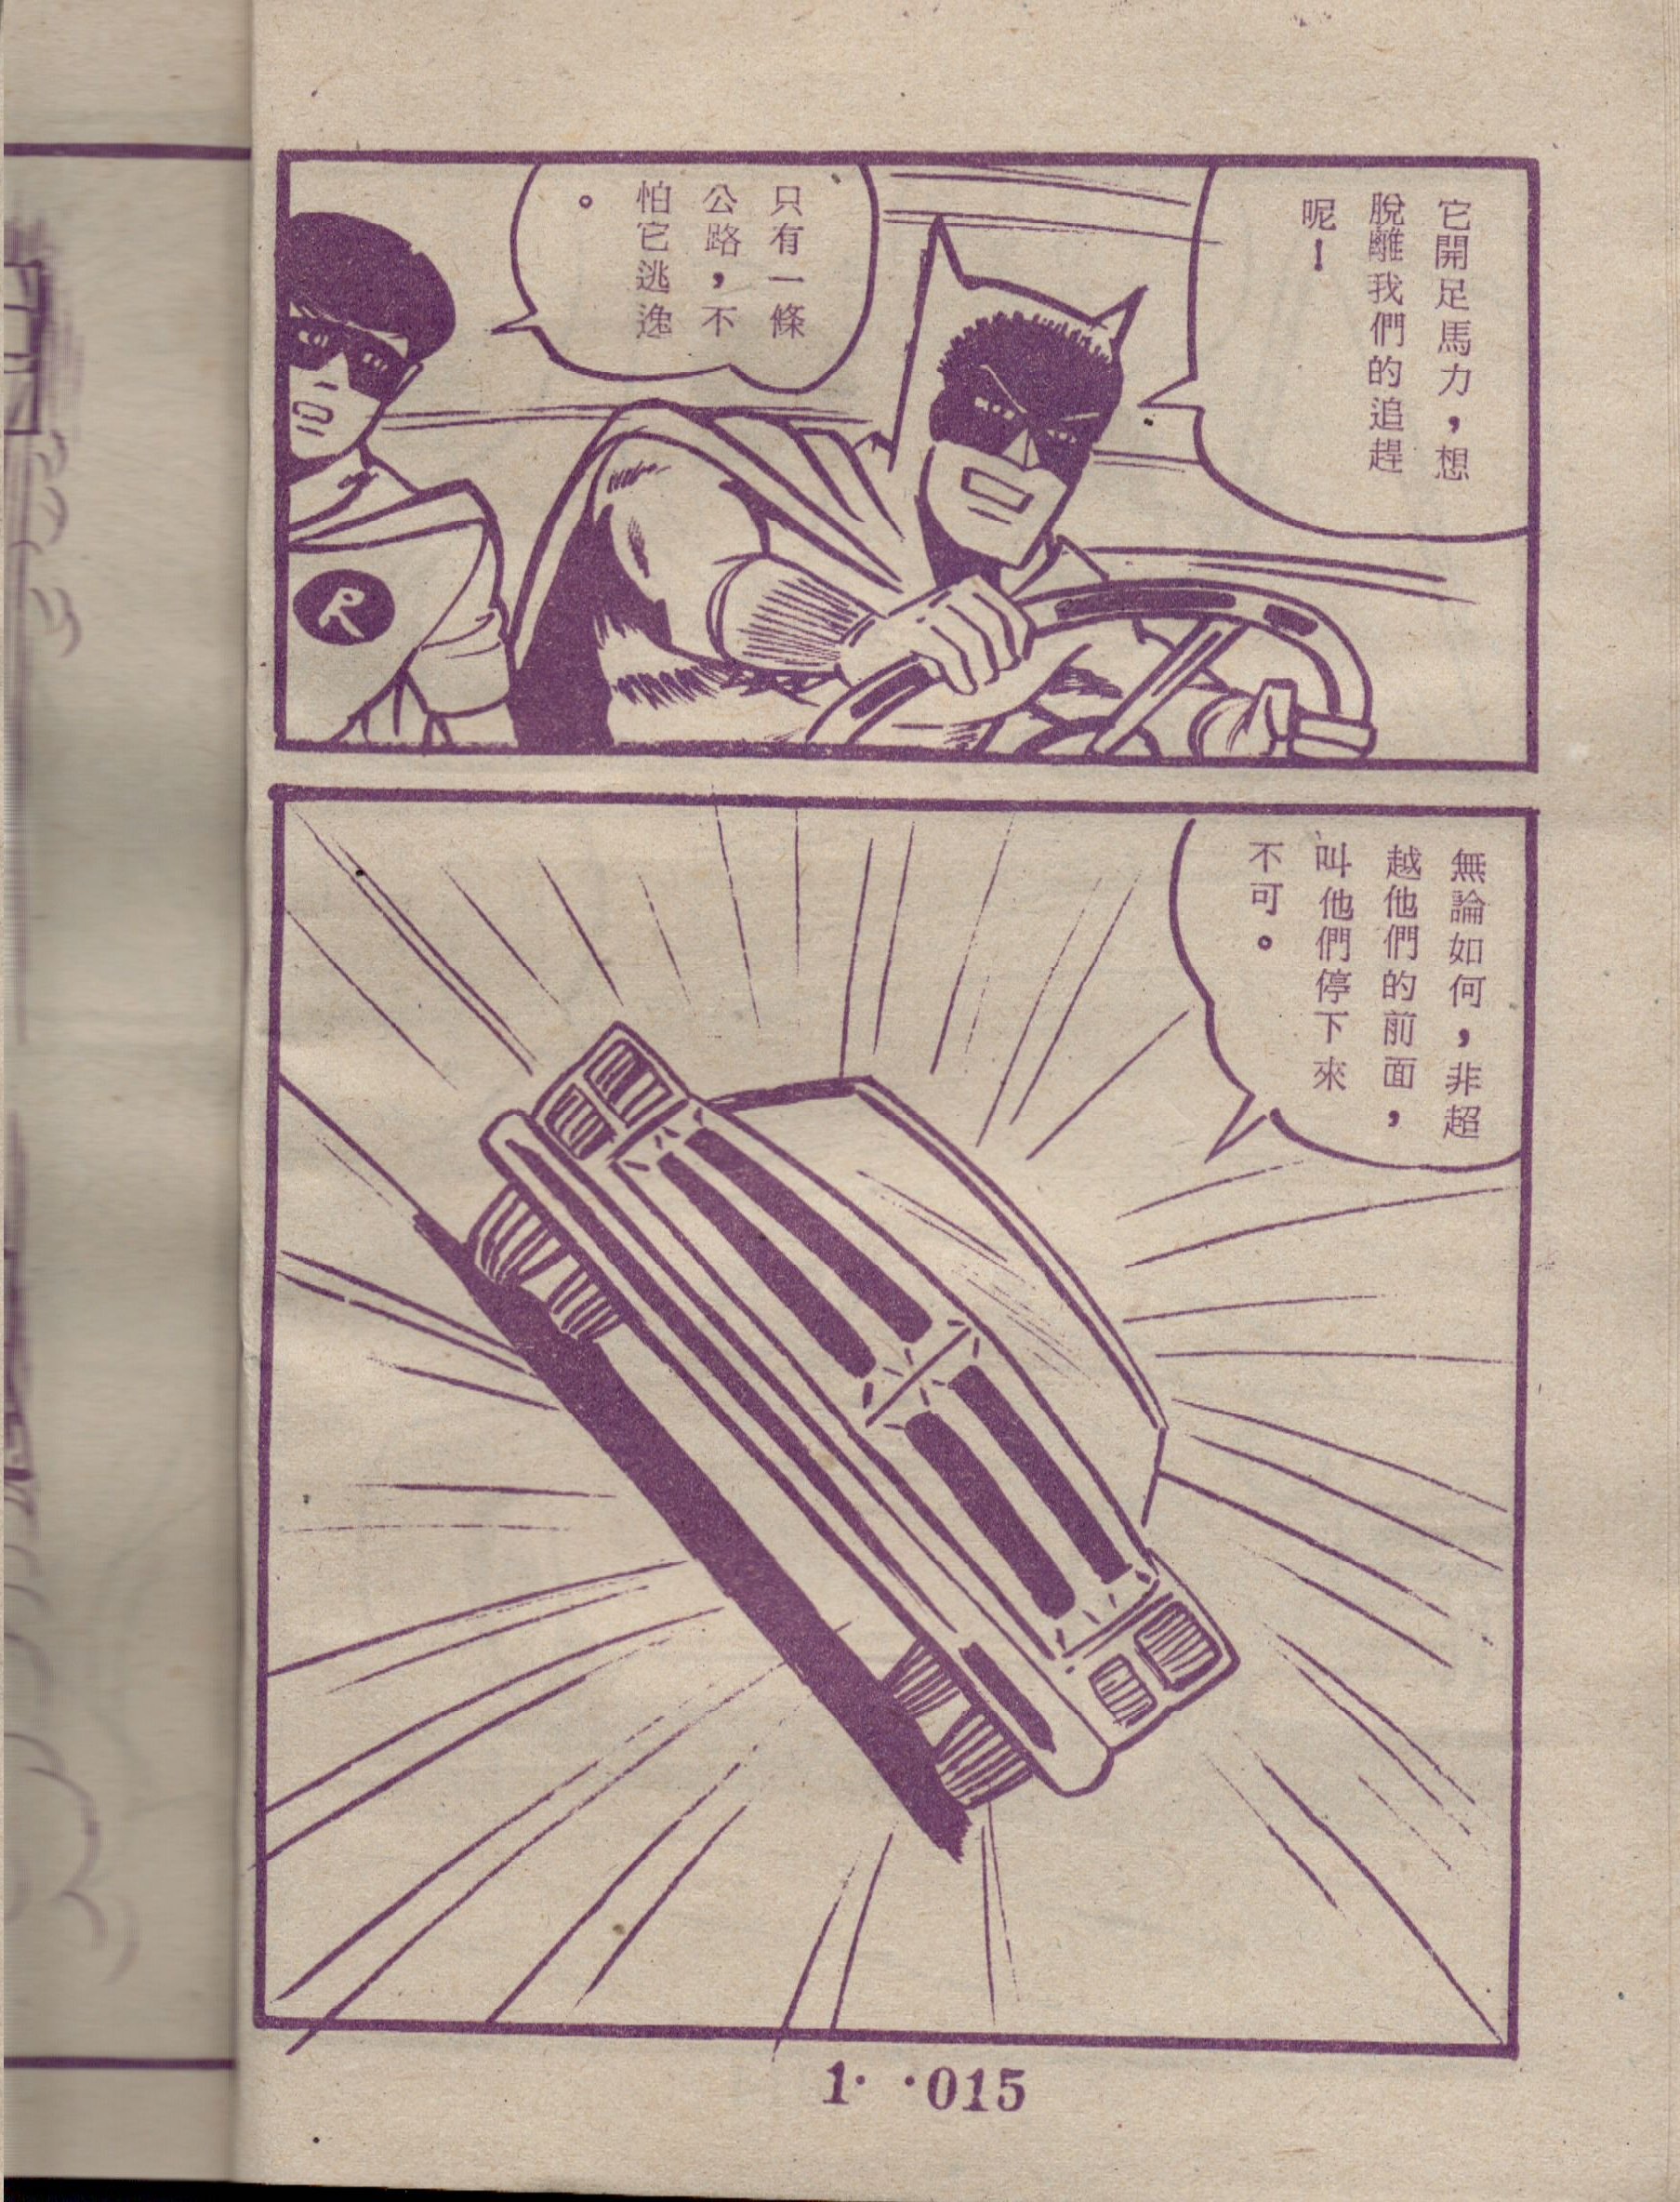 它開足馬力，想
脫離我們的追趕
呢！
只有一條
公路，不
怕它逃逸
。
R
無論如何，非超
越他們的前面，
叫他們停下來
不可。
1··015